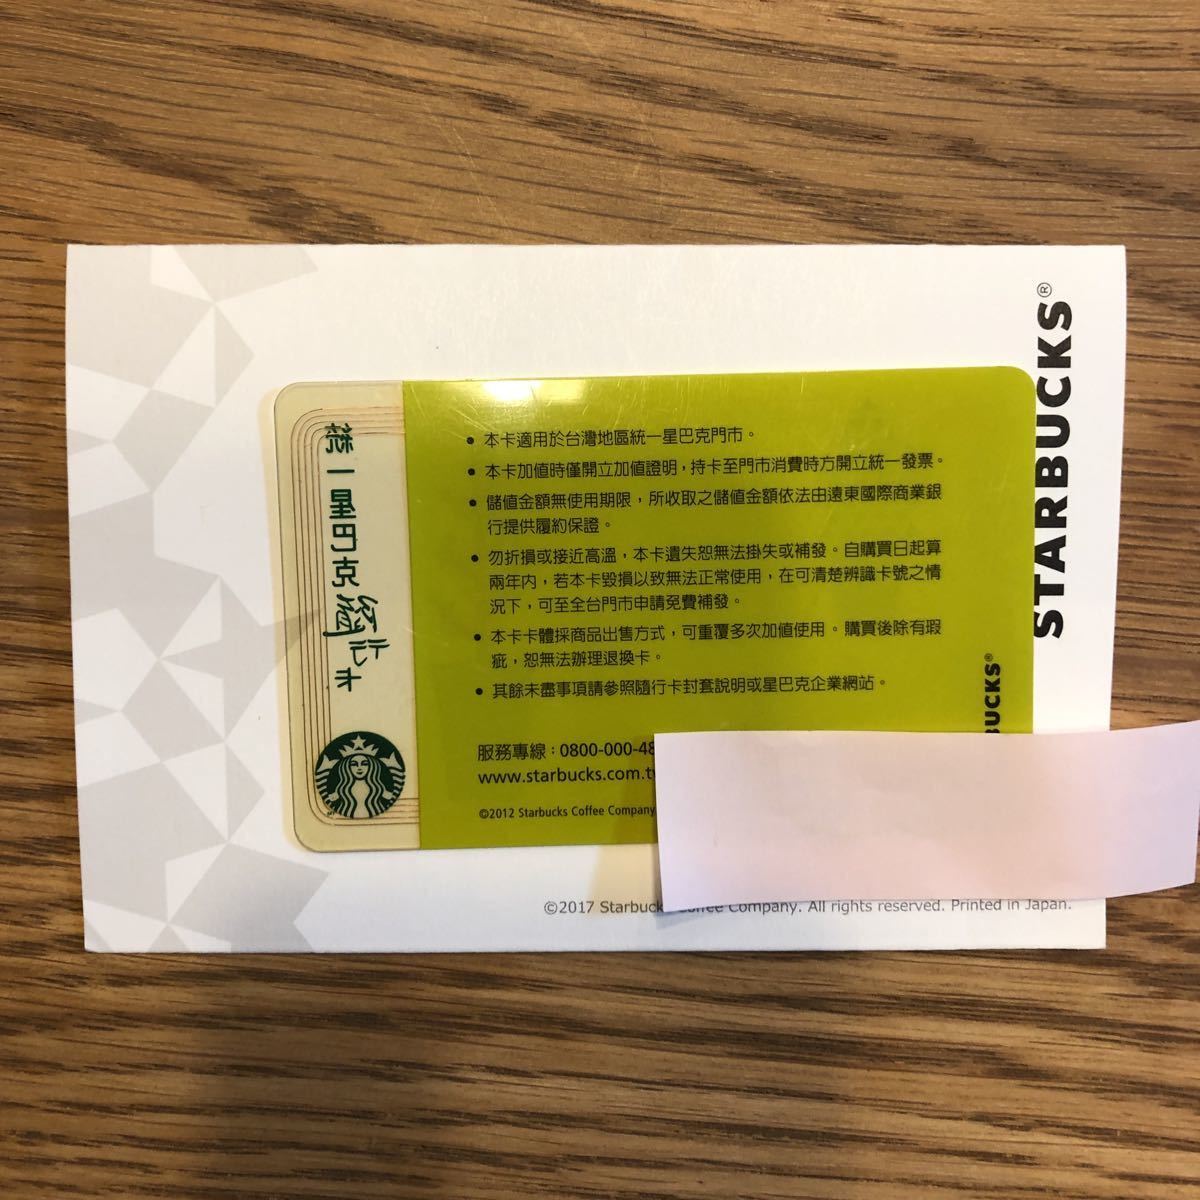 STARBUCKS®
統一星巴克隨行卡
• 本卡適用於台灣地區統一星巴克門市。
• 本卡加值時僅開立加值證明，持卡至門市消費時方開立統一發票。
• 儲值金額無使用期限，所收取之儲值金額依法由遠東國際商業銀
行提供履約保證。
• 勿折損或接近高溫，本卡遺失恕無法掛失或補發。自購買日起算
兩年內，若本卡毀損以致無法正常使用，在可清楚辨識卡號之情
況下，可至全台門市申請免費補發。
• 本卡卡體採商品出售方式，可重覆多次加值使用。購買後除有瑕
疵，恕無法辦理退換卡。
• 其餘未盡事項請參照隨行卡封套說明或星巴克企業網站。
服務專線：0800-000-48
www.starbucks.com.tw
©2012 Starbucks Coffee Company
BUCKS®
©2017 Starbucks Coffee Company. All rights reserved. Printed in Japan.